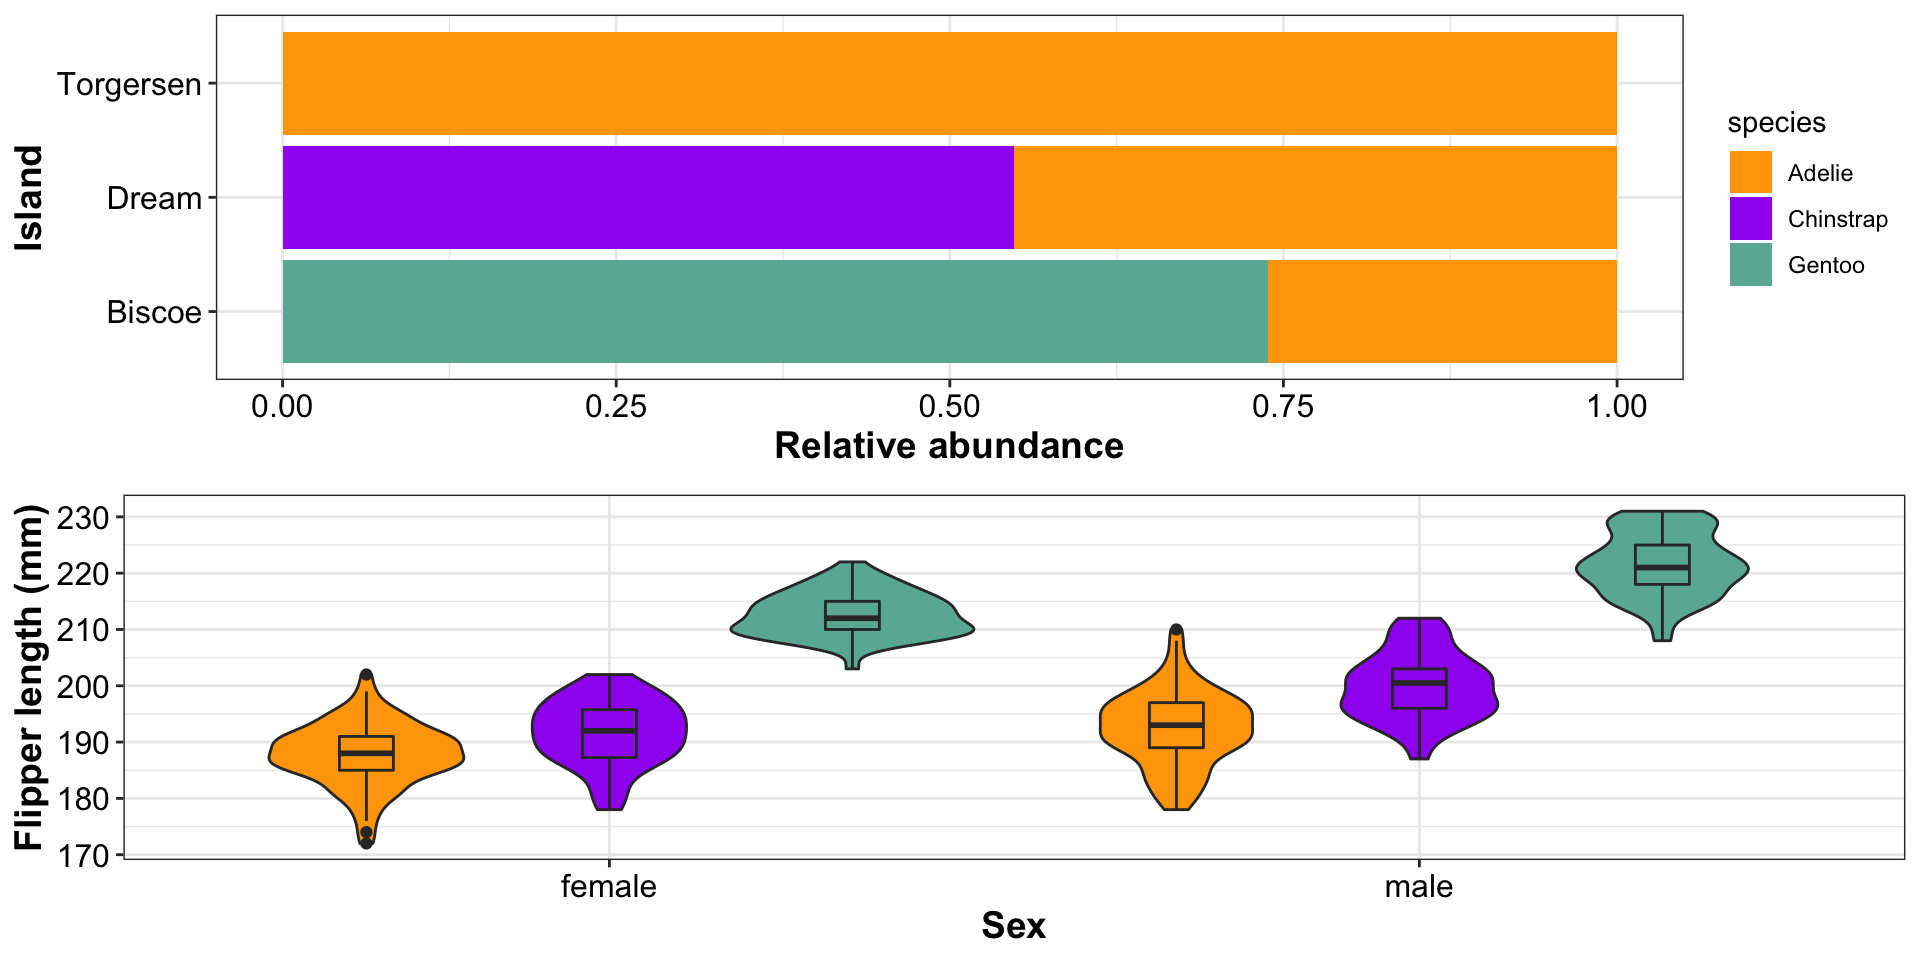 Island
Torgersen
Dream
Biscoe
0.00 0.25 0.50 0.75 1.00
Relative abundance
species
Adelie
Chinstrap
Gentoo
Flipper length (mm)
230
220
210
200
190
180
170
female male
Sex